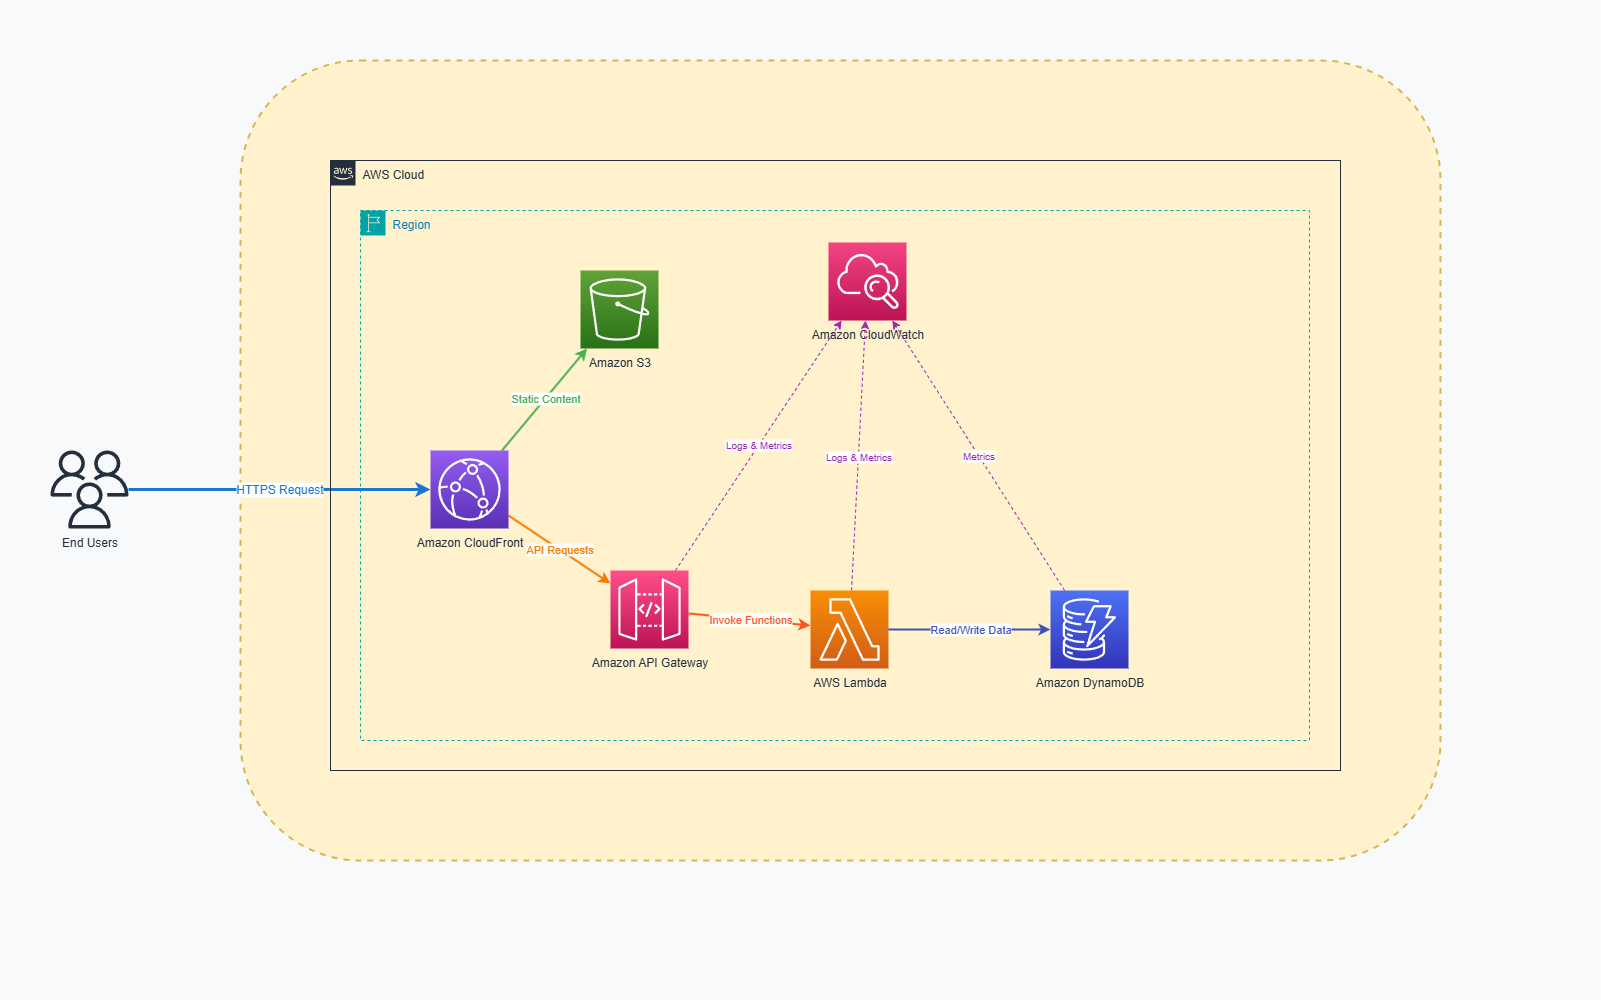 aws
AWS Cloud
Region
Amazon S3
Amazon CloudWatch
Static Content
Logs & Metrics
Logs & Metrics
Metrics
HTTPS Request
End Users
Amazon CloudFront
API Requests
</>
Invoke Functions
Read/Write Data
Amazon API Gateway
AWS Lambda
Amazon DynamoDB